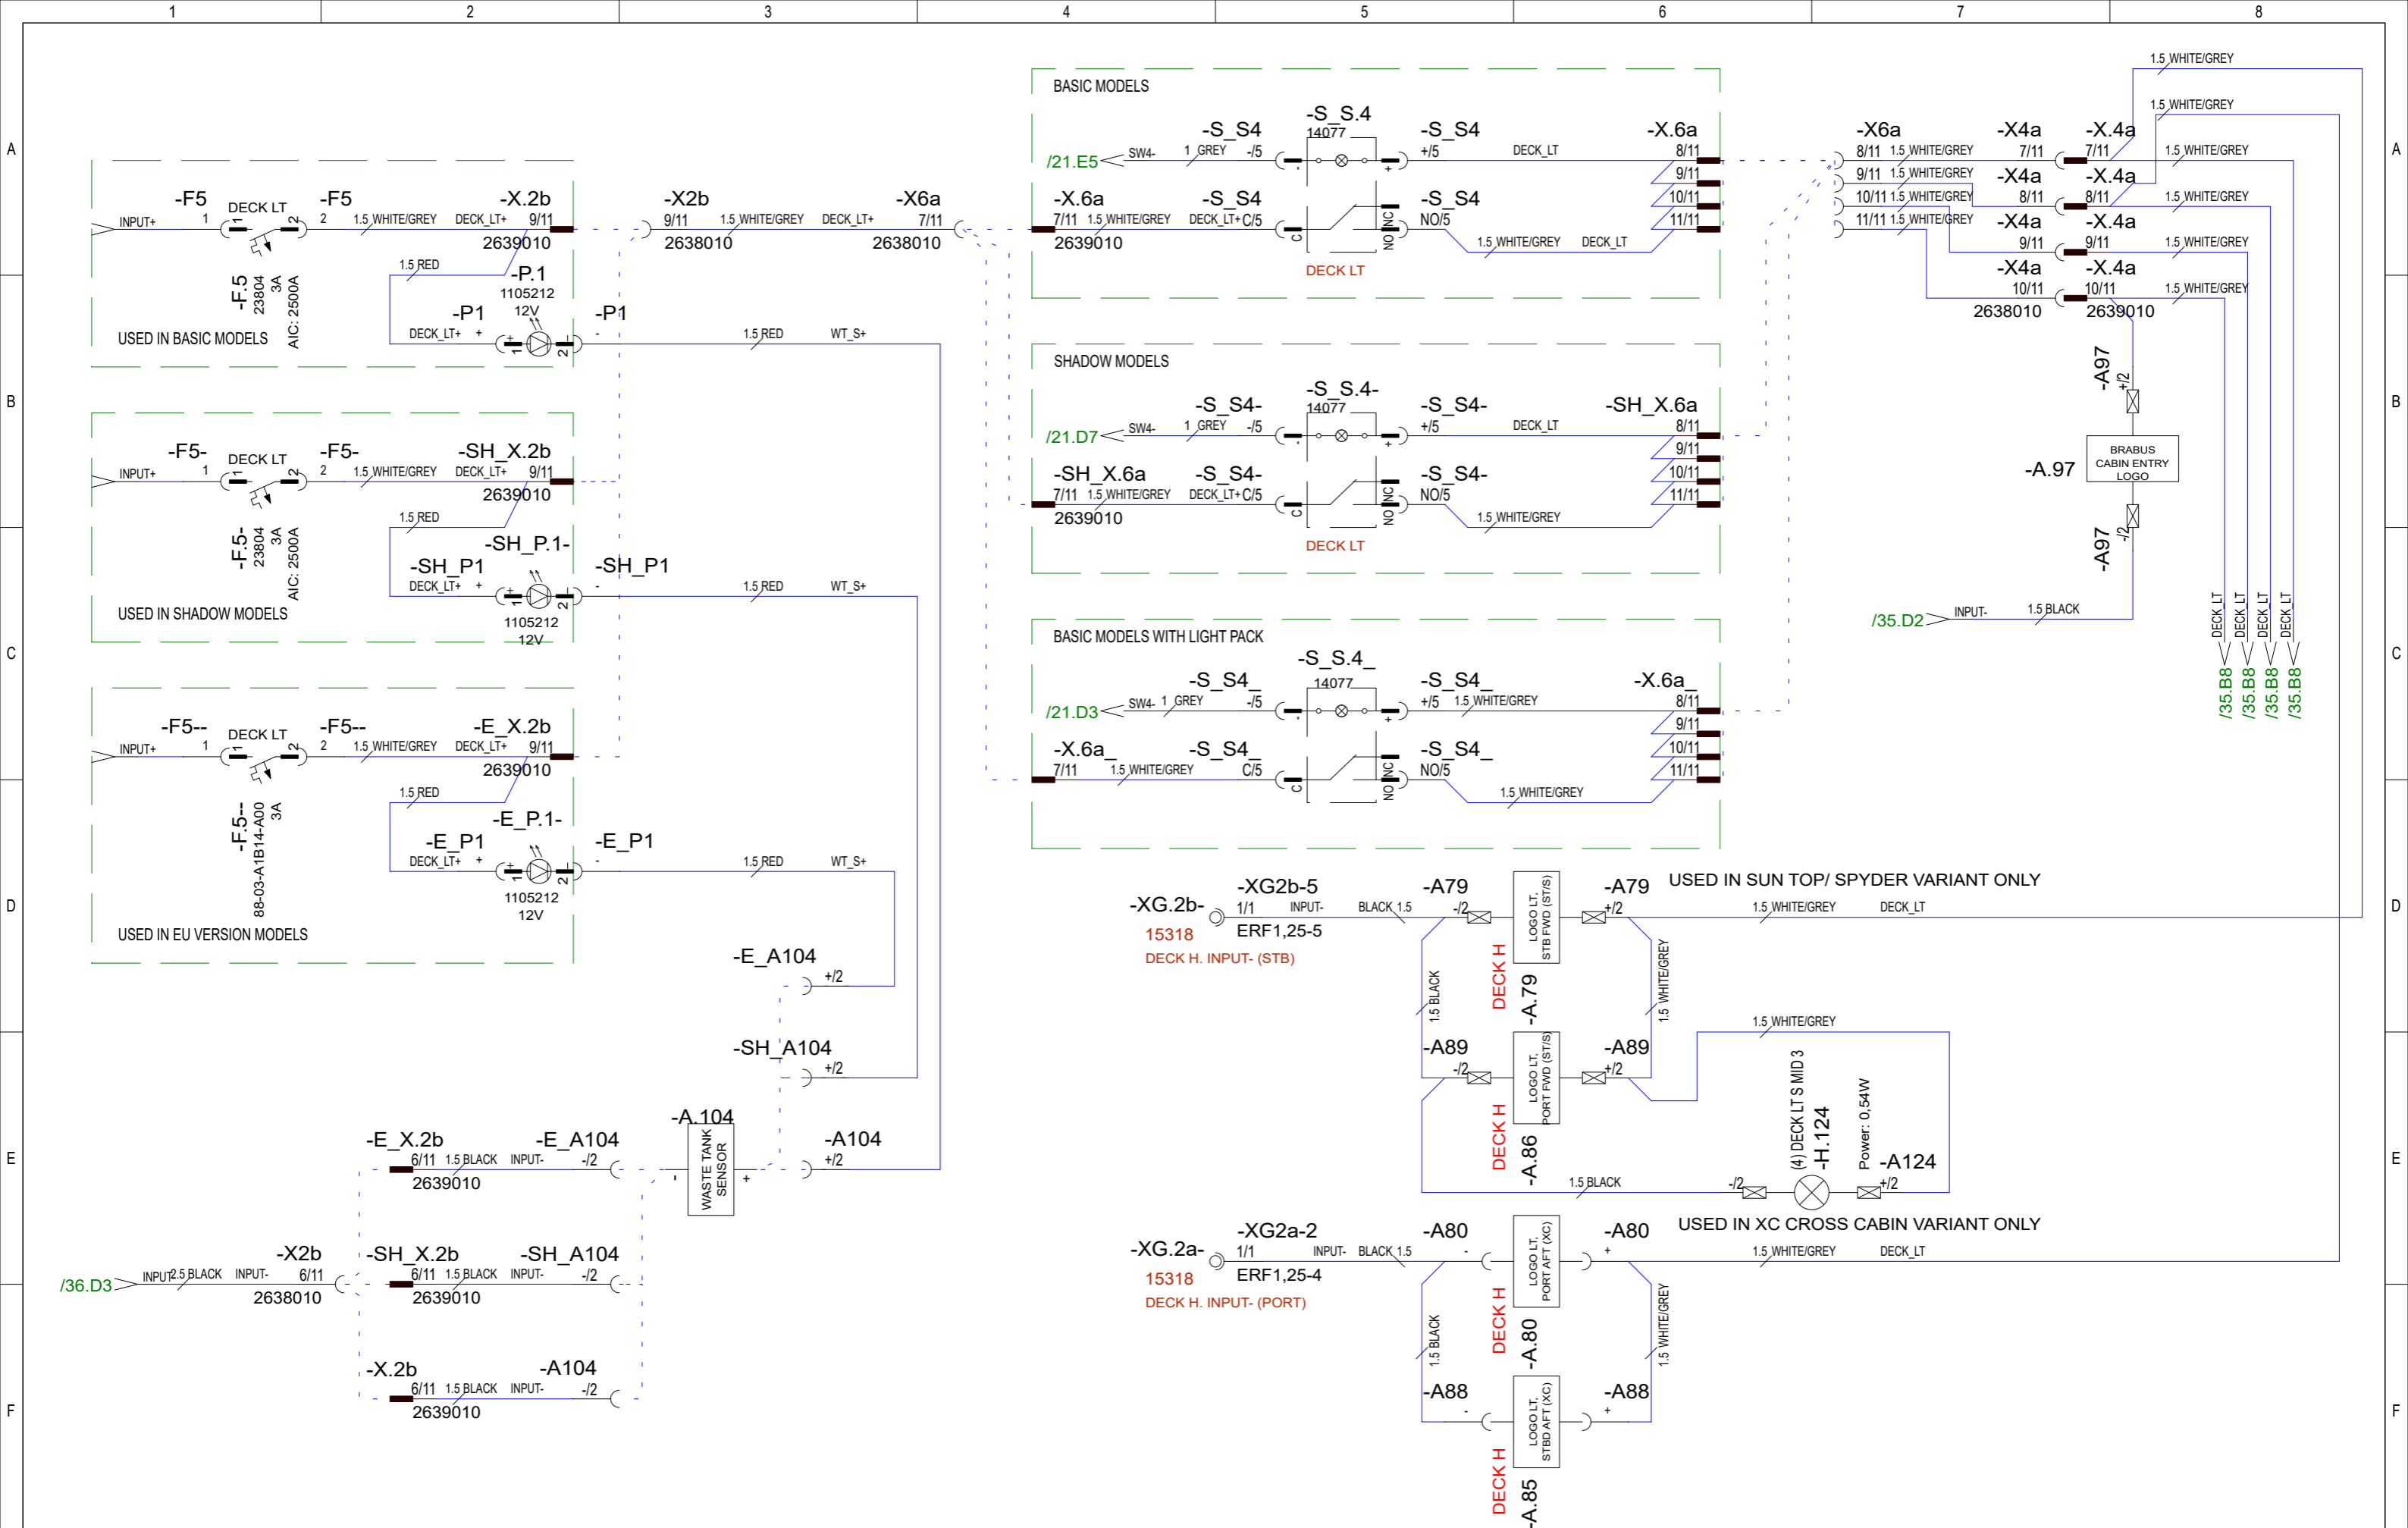 1 2 3 4 5 6 7 8
A
B
C
D
E
F
A
B
C
D
E
F
INPUT+
-F5
1
DECK LT
1 2
-F5
2
1.5 WHITE/GREY
DECK_LT+
-X.2b
9/11
2639010
1.5 RED
-F.5
23804
3A
AIC: 2500A
-P.1
1105212
12V
-P1
DECK_LT+ +
1 + 2 -
-P1
-
USED IN BASIC MODELS
1.5 RED
WT_S+
INPUT+
-F5-
1
DECK LT
1 2
-F5-
2
1.5 WHITE/GREY
DECK_LT+
-SH_X.2b
9/11
2639010
1.5 RED
-F.5-
23804
3A
AIC: 2500A
-SH_P.1-
-SH_P1
DECK_LT+ +
1 + 2 -
-SH_P1
-
1105212
12V
USED IN SHADOW MODELS
1.5 RED
WT_S+
INPUT+
-F5--
1
DECK LT
1 2
-F5--
2
1.5 WHITE/GREY
DECK_LT+
-E_X.2b
9/11
2639010
1.5 RED
-F.5--
88-03-A1B14-A00
3A
-E_P.1-
-E_P1
DECK_LT+ +
1 + 2 -
-E_P1
-
1105212
12V
USED IN EU VERSION MODELS
1.5 RED
WT_S+
-X2b
9/11
2638010
1.5 WHITE/GREY
DECK_LT+
-X6a
7/11
2638010
BASIC MODELS
/21.E5
SW4-
1 GREY
-S_S4
-/5
-S_S.4
14077
- +
-S_S4
+/5
DECK_LT
-X.6a
8/11
9/11
10/11
11/11
-X.6a
7/11
2639010
1.5 WHITE/GREY
DECK_LT+
-S_S4
C/5
C NO NC
-S_S4
NO/5
1.5 WHITE/GREY
DECK_LT
DECK LT
SHADOW MODELS
/21.D7
SW4-
1 GREY
-S_S4-
-/5
-S_S.4-
14077
- +
-S_S4-
+/5
DECK_LT
-SH_X.6a
8/11
9/11
10/11
11/11
-SH_X.6a
7/11
2639010
1.5 WHITE/GREY
DECK_LT+
-S_S4-
C/5
C NO NC
-S_S4-
NO/5
1.5 WHITE/GREY
DECK LT
BASIC MODELS WITH LIGHT PACK
/21.D3
SW4-
1 GREY
-S_S4_
-/5
-S_S.4_
14077
- +
-S_S4_
+/5
1.5 WHITE/GREY
-X.6a_
8/11
9/11
10/11
11/11
-X.6a_
7/11
1.5 WHITE/GREY
-S_S4_
C/5
C NO NC
-S_S4_
NO/5
1.5 WHITE/GREY
1.5 WHITE/GREY
1.5 WHITE/GREY
-X6a
8/11 1.5 WHITE/GREY
9/11 1.5 WHITE/GREY
10/11 1.5 WHITE/GREY
11/11 1.5 WHITE/GREY
-X4a
7/11
-X.4a
7/11
1.5 WHITE/GREY
-X4a
8/11
-X.4a
8/11
1.5 WHITE/GREY
-X4a
9/11
-X.4a
9/11
1.5 WHITE/GREY
-X4a
10/11
2638010
-X.4a
10/11
2639010
1.5 WHITE/GREY
-A97
+/2
-A.97
BRABUS
CABIN ENTRY
LOGO
-A97
-/2
/35.D2
INPUT-
1.5 BLACK
DECK_LT
DECK_LT
DECK_LT
DECK_LT
/35.B8
/35.B8
/35.B8
/35.B8
-XG.2b-
15318
DECK H. INPUT- (STB)
-XG2b-5
1/1
INPUT-
BLACK 1.5
ERF1,25-5
-A79
-/2
LOGO LT,
STB FWD (ST/S)
DECK H
-A.79
-A79
+/2
USED IN SUN TOP/ SPYDER VARIANT ONLY
1.5 WHITE/GREY
DECK_LT
1.5 BLACK
1.5 WHITE/GREY
-A89
-/2
LOGO LT,
PORT FWD (ST/S)
DECK H
-A.86
-A89
+/2
1.5 WHITE/GREY
(4) DECK LT S MID 3
-H.124
Power: 0,54W
-A124
+/2
-/2
1.5 BLACK
USED IN XC CROSS CABIN VARIANT ONLY
-XG.2a-
15318
DECK H. INPUT- (PORT)
-XG2a-2
1/1
INPUT-
BLACK 1.5
ERF1,25-4
-A80
-
LOGO LT,
PORT AFT (XC)
DECK H
-A.80
-A80
+
1.5 WHITE/GREY
DECK_LT
1.5 BLACK
1.5 WHITE/GREY
-A88
-
LOGO LT,
STBD AFT (XC)
DECK H
-A.85
-A88
+
-E_A104
+/2
-SH_A104
+/2
-A.104
- WASTE TANK SENSOR +
-A104
+/2
/36.D3
INPUT-
2.5 BLACK
INPUT-
-X2b
6/11
2638010
-E_X.2b
6/11
2639010
1.5 BLACK
INPUT-
-E_A104
-/2
-SH_X.2b
6/11
2639010
1.5 BLACK
INPUT-
-SH_A104
-/2
-X.2b
6/11
2639010
1.5 BLACK
INPUT-
-A104
-/2